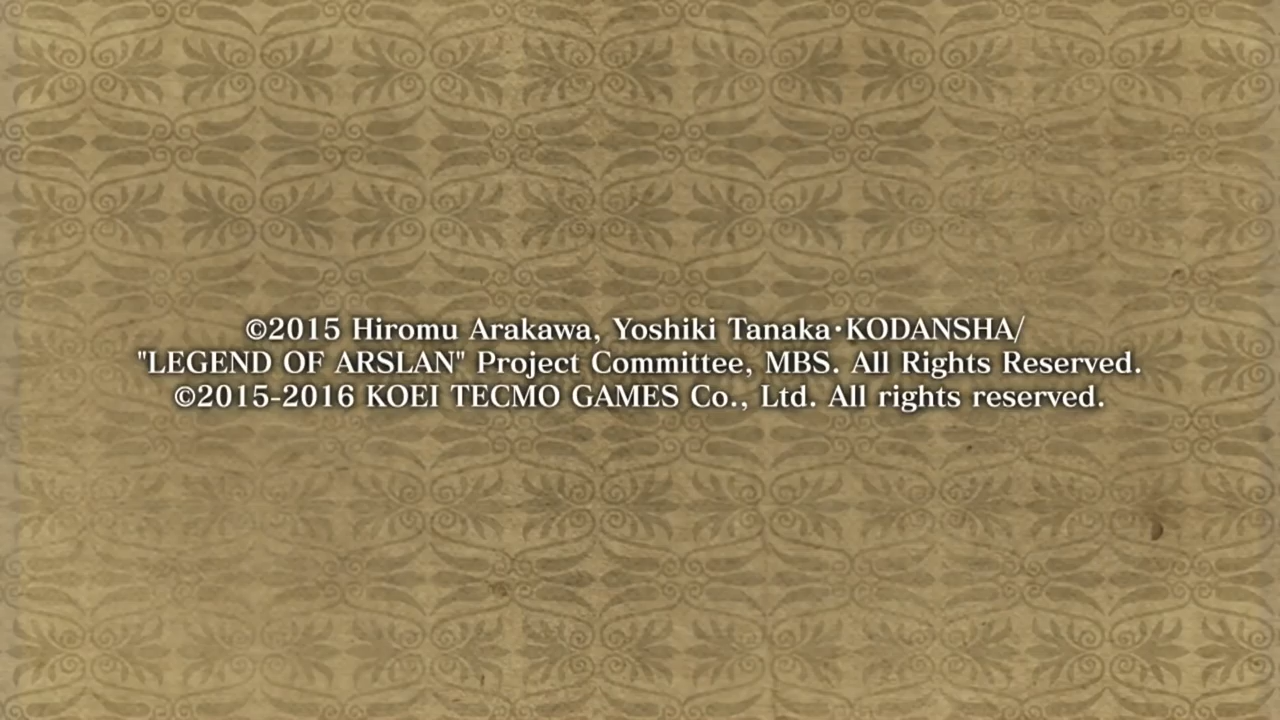 ©2015 Hiromu Arakawa, Yoshiki Tanaka・KODANSHA/
"LEGEND OF ARSLAN" Project Committee, MBS. All Rights Reserved.
©2015-2016 KOEI TECMO GAMES Co., Ltd. All rights reserved.